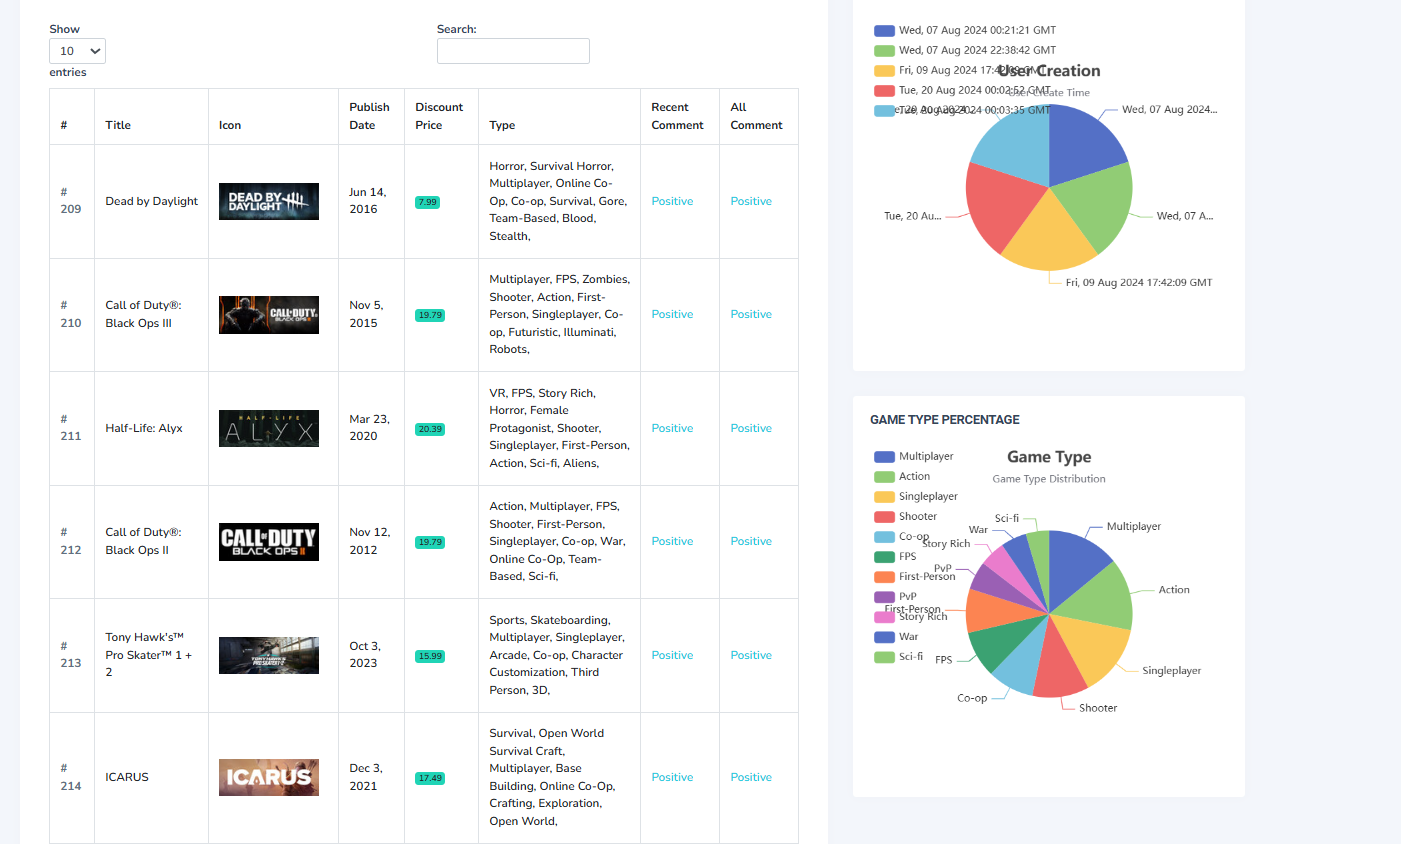 Show
10
entries
Search:
#
Title
Icon
Publish
Date
Discount
Price
Type
Recent
Comment
All
Comment
#
209
Dead by Daylight
DEAD BY
DAYLIGHT
Jun 14,
2016
7.99
Horror, Survival Horror,
Multiplayer, Online Co-
Op, Co-op, Survival, Gore,
Team-Based, Blood,
Stealth,
Positive
Positive
#
210
Call of Duty®:
Black Ops III
CALL·DUTY
BLACK OPS III
Nov 5,
2015
19.79
Multiplayer, FPS, Zombies,
Shooter, Action, First-
Person, Singleplayer, Co-
op, Futuristic, Illuminati,
Robots,
Positive
Positive
#
211
Half-Life: Alyx
HALF-LIFE
ALYX
Mar 23,
2020
20.39
VR, FPS, Story Rich,
Horror, Female
Protagonist, Shooter,
Singleplayer, First-Person,
Action, Sci-fi, Aliens,
Positive
Positive
#
212
Call of Duty®:
Black Ops II
CALL OF DUTY
BLACK OPS II
Nov 12,
2012
19.79
Action, Multiplayer, FPS,
Shooter, First-Person,
Singleplayer, Co-op, War,
Online Co-Op, Team-
Based, Sci-fi,
Positive
Positive
#
213
Tony Hawk's™
Pro Skater™ 1 +
2
TONY HAWK'S
PRO SKATER 1+2
Oct 3,
2023
15.99
Sports, Skateboarding,
Multiplayer, Singleplayer,
Arcade, Co-op, Character
Customization, Third
Person, 3D,
Positive
Positive
#
214
ICARUS
ICARUS
Dec 3,
2021
17.49
Survival, Open World
Survival Craft,
Multiplayer, Base
Building, Online Co-Op,
Crafting, Exploration,
Open World,
Positive
Positive
Wed, 07 Aug 2024 00:21:21 GMT
Wed, 07 Aug 2024 22:38:42 GMT
Fri, 09 Aug 2024 17:42:09 GMT
Tue, 20 Aug 2024 00:02:52 GMT
Tue, 20 Aug 2024 00:03:35 GMT
User Creation
User Create Time
Wed, 07 Aug 2024...
Wed, 07 A...
Fri, 09 Aug 2024 17:42:09 GMT
Tue, 20 Au...
GAME TYPE PERCENTAGE
Game Type
Game Type Distribution
Multiplayer
Action
Singleplayer
Shooter
Co-op
FPS
First-Person
PvP
Story Rich
War
Sci-fi
Multiplayer
Action
Singleplayer
Shooter
Co-op
FPS
First-Person
PvP
Story Rich
War
Sci-fi